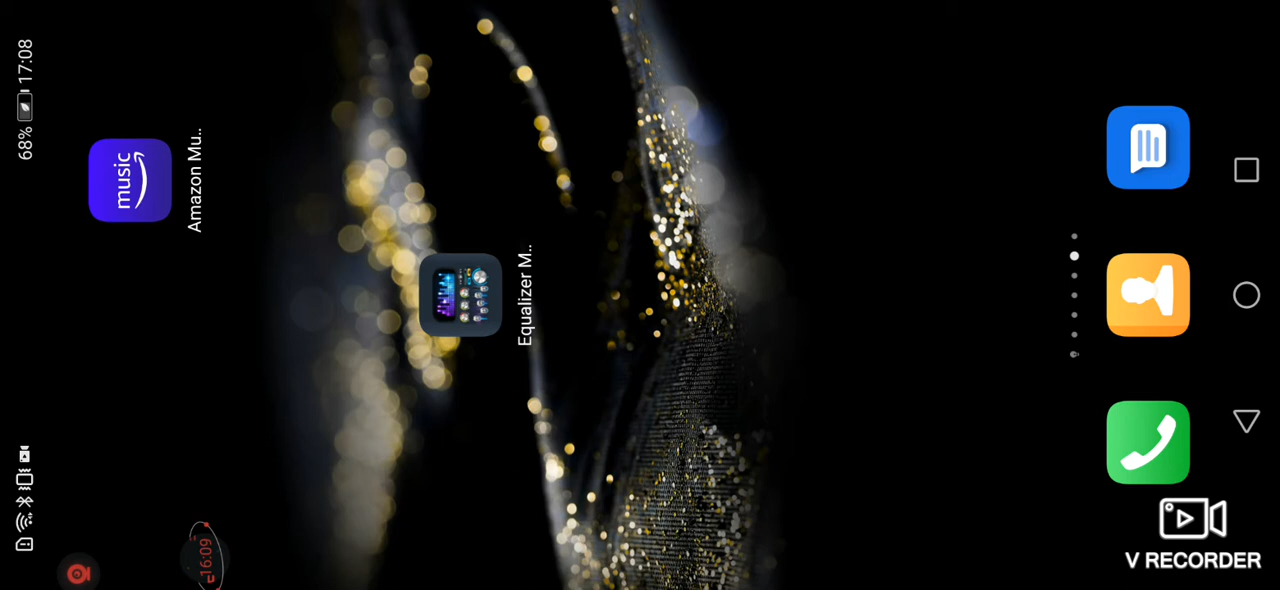 68% 17:08
music
Amazon Mu..
Equalizer M..
16:09
V RECORDER